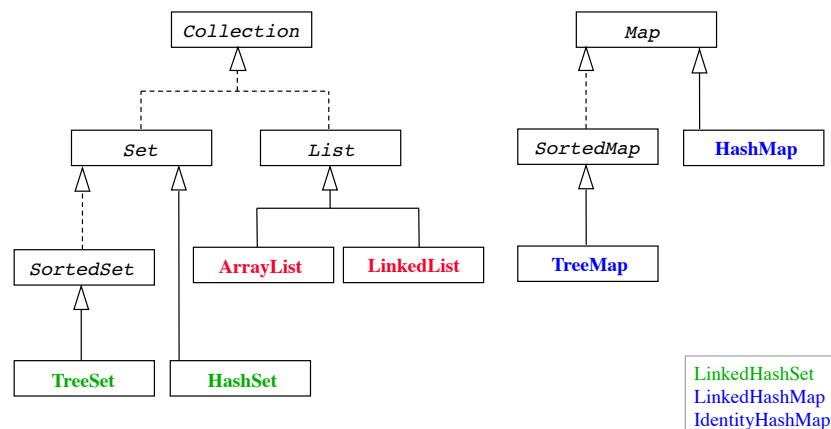 Collection
Map
Set
List
SortedMap
HashMap
SortedSet
ArrayList
LinkedList
TreeMap
TreeSet
HashSet
LinkedHashSet
LinkedHashMap
IdentityHashMap